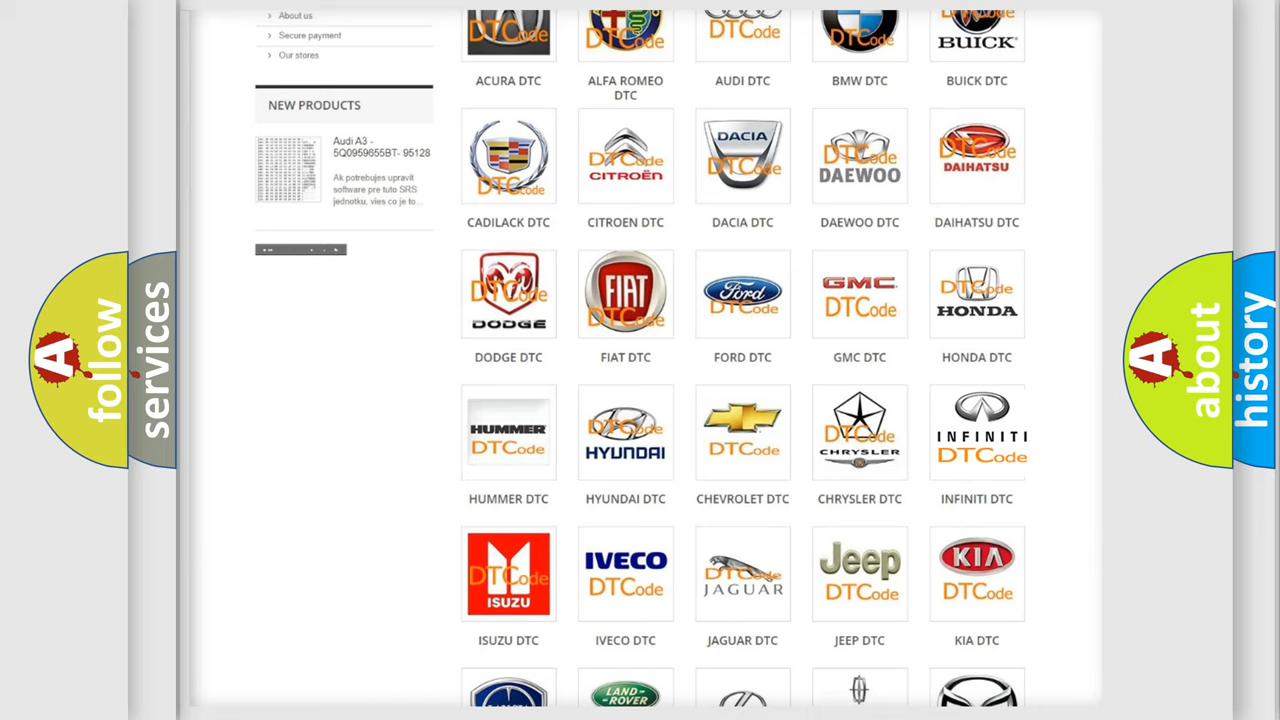 About us
Secure payment
Our stores
NEW PRODUCTS
Audi A3 -
5Q0959655BT- 95128
Ak potrebujes upravit
software pre tuto SRS
jednotku, vies co je to...
DTCode DTCode DTCode DTCode BUICK
ACURA DTC ALFA ROMEO DTC AUDI DTC BMW DTC BUICK DTC
DTCode DTCode CITROËN DACIA DTCode DTCode DAEWOO DTCode DAIHATSU
CADILACK DTC CITROEN DTC DACIA DTC DAEWOO DTC DAIHATSU DTC
DTCode DODGE FIAT DTCode Ford DTCode GMC DTCode DTCode HONDA
DODGE DTC FIAT DTC FORD DTC GMC DTC HONDA DTC
HUMMER DTCode DTCode HYUNDAI DTCode DTCode CHRYSLER INFINITI DTCode
HUMMER DTC HYUNDAI DTC CHEVROLET DTC CHRYSLER DTC INFINITI DTC
DTCode ISUZU IVECO DTCode DTCode JAGUAR Jeep DTCode KIA DTCode
ISUZU DTC IVECO DTC JAGUAR DTC JEEP DTC KIA DTC
LAND-ROVER
A follow
services
A about
history